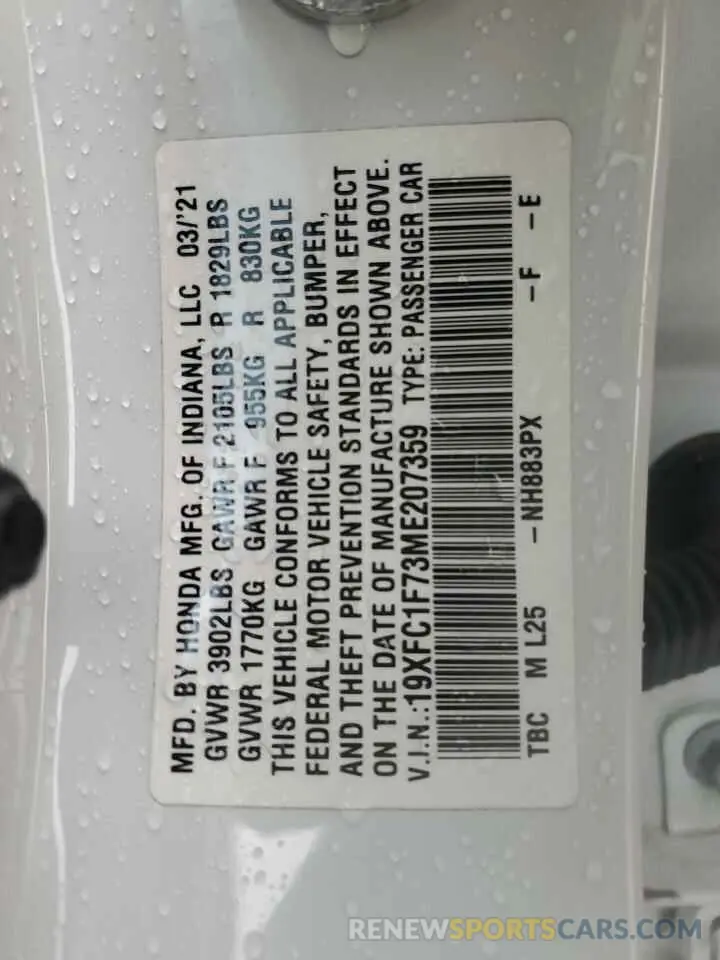 MFD. BY HONDA MFG. OF INDIANA, LLC 03/'21
GVWR 3902LBS GAWR F 2105LBS R 1829LBS
GVWR 1770KG GAWR F 955KG R 830KG
THIS VEHICLE CONFORMS TO ALL APPLICABLE
FEDERAL MOTOR VEHICLE SAFETY, BUMPER,
AND THEFT PREVENTION STANDARDS IN EFFECT
ON THE DATE OF MANUFACTURE SHOWN ABOVE.
V.I.N.:19XFC1F73ME207359 TYPE: PASSENGER CAR
TBC M L25 -NH883PX -F -E
RENEWSPORTSCARS.COM